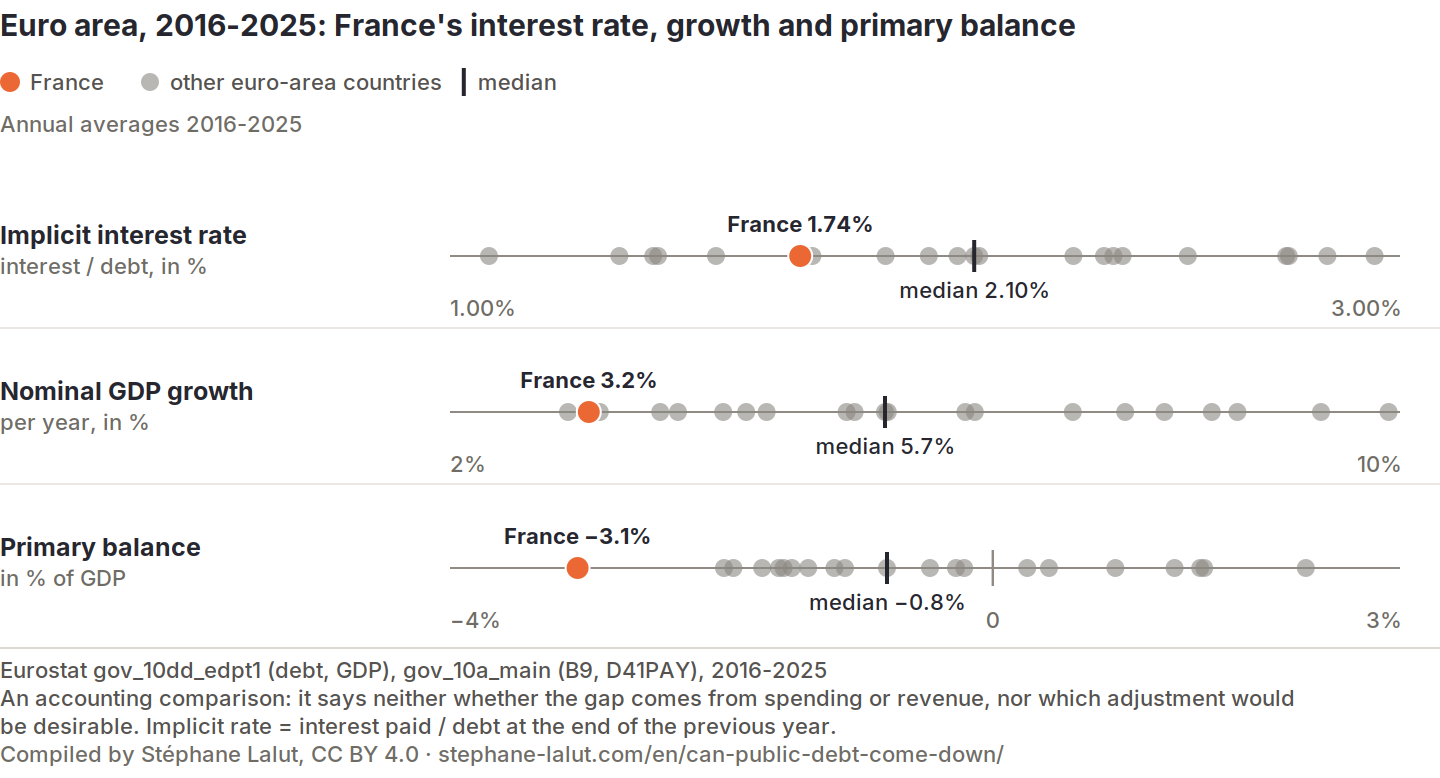 Euro area, 2016-2025: France's interest rate, growth and primary balance
France other euro-area countries median
Annual averages 2016-2025
France 1.74%
Implicit interest rate
interest / debt, in %
median 2.10%
1.00% 3.00%
France 3.2%
Nominal GDP growth
per year, in %
median 5.7%
2% 10%
France −3.1%
Primary balance
in % of GDP
median −0.8%
−4% 0 3%
Eurostat gov_10dd_edpt1 (debt, GDP), gov_10a_main (B9, D41PAY), 2016-2025
An accounting comparison: it says neither whether the gap comes from spending or revenue, nor which adjustment would
be desirable. Implicit rate = interest paid / debt at the end of the previous year.
Compiled by Stéphane Lalut, CC BY 4.0 · stephane-lalut.com/en/can-public-debt-come-down/